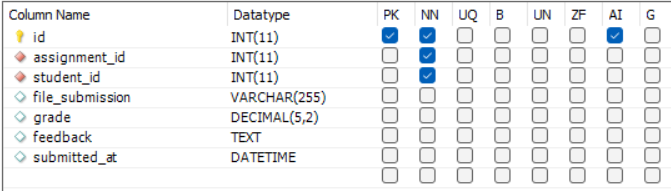 Column Name Datatype PK NN UQ B UN ZF AI G
id INT(11)
assignment_id INT(11)
student_id INT(11)
file_submission VARCHAR(255)
grade DECIMAL(5,2)
feedback TEXT
submitted_at DATETIME